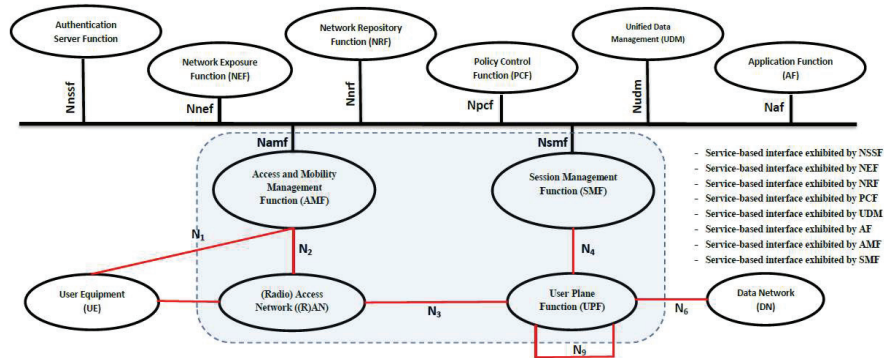 Authentication
Server Function
Network Exposure
Function (NEF)
Network Repository
Function (NRF)
Policy Control
Function (PCF)
Unified Data
Management (UDM)
Application Function
(AF)
Nnssf
Nnef
Nnrf
Npcf
Nudm
Naf
Namf
Nsmf
Access and Mobility
Management
Function (AMF)
Session Management
Function (SMF)
- Service-based interface exhibited by NSSF
- Service-based interface exhibited by NEF
- Service-based interface exhibited by NRF
- Service-based interface exhibited by PCF
- Service-based interface exhibited by UDM
- Service-based interface exhibited by AF
- Service-based interface exhibited by AMF
- Service-based interface exhibited by SMF
N1
N2
N4
User Equipment
(UE)
(Radio) Access
Network ((R)AN)
N3
User Plane
Function (UPF)
N6
Data Network
(DN)
N9